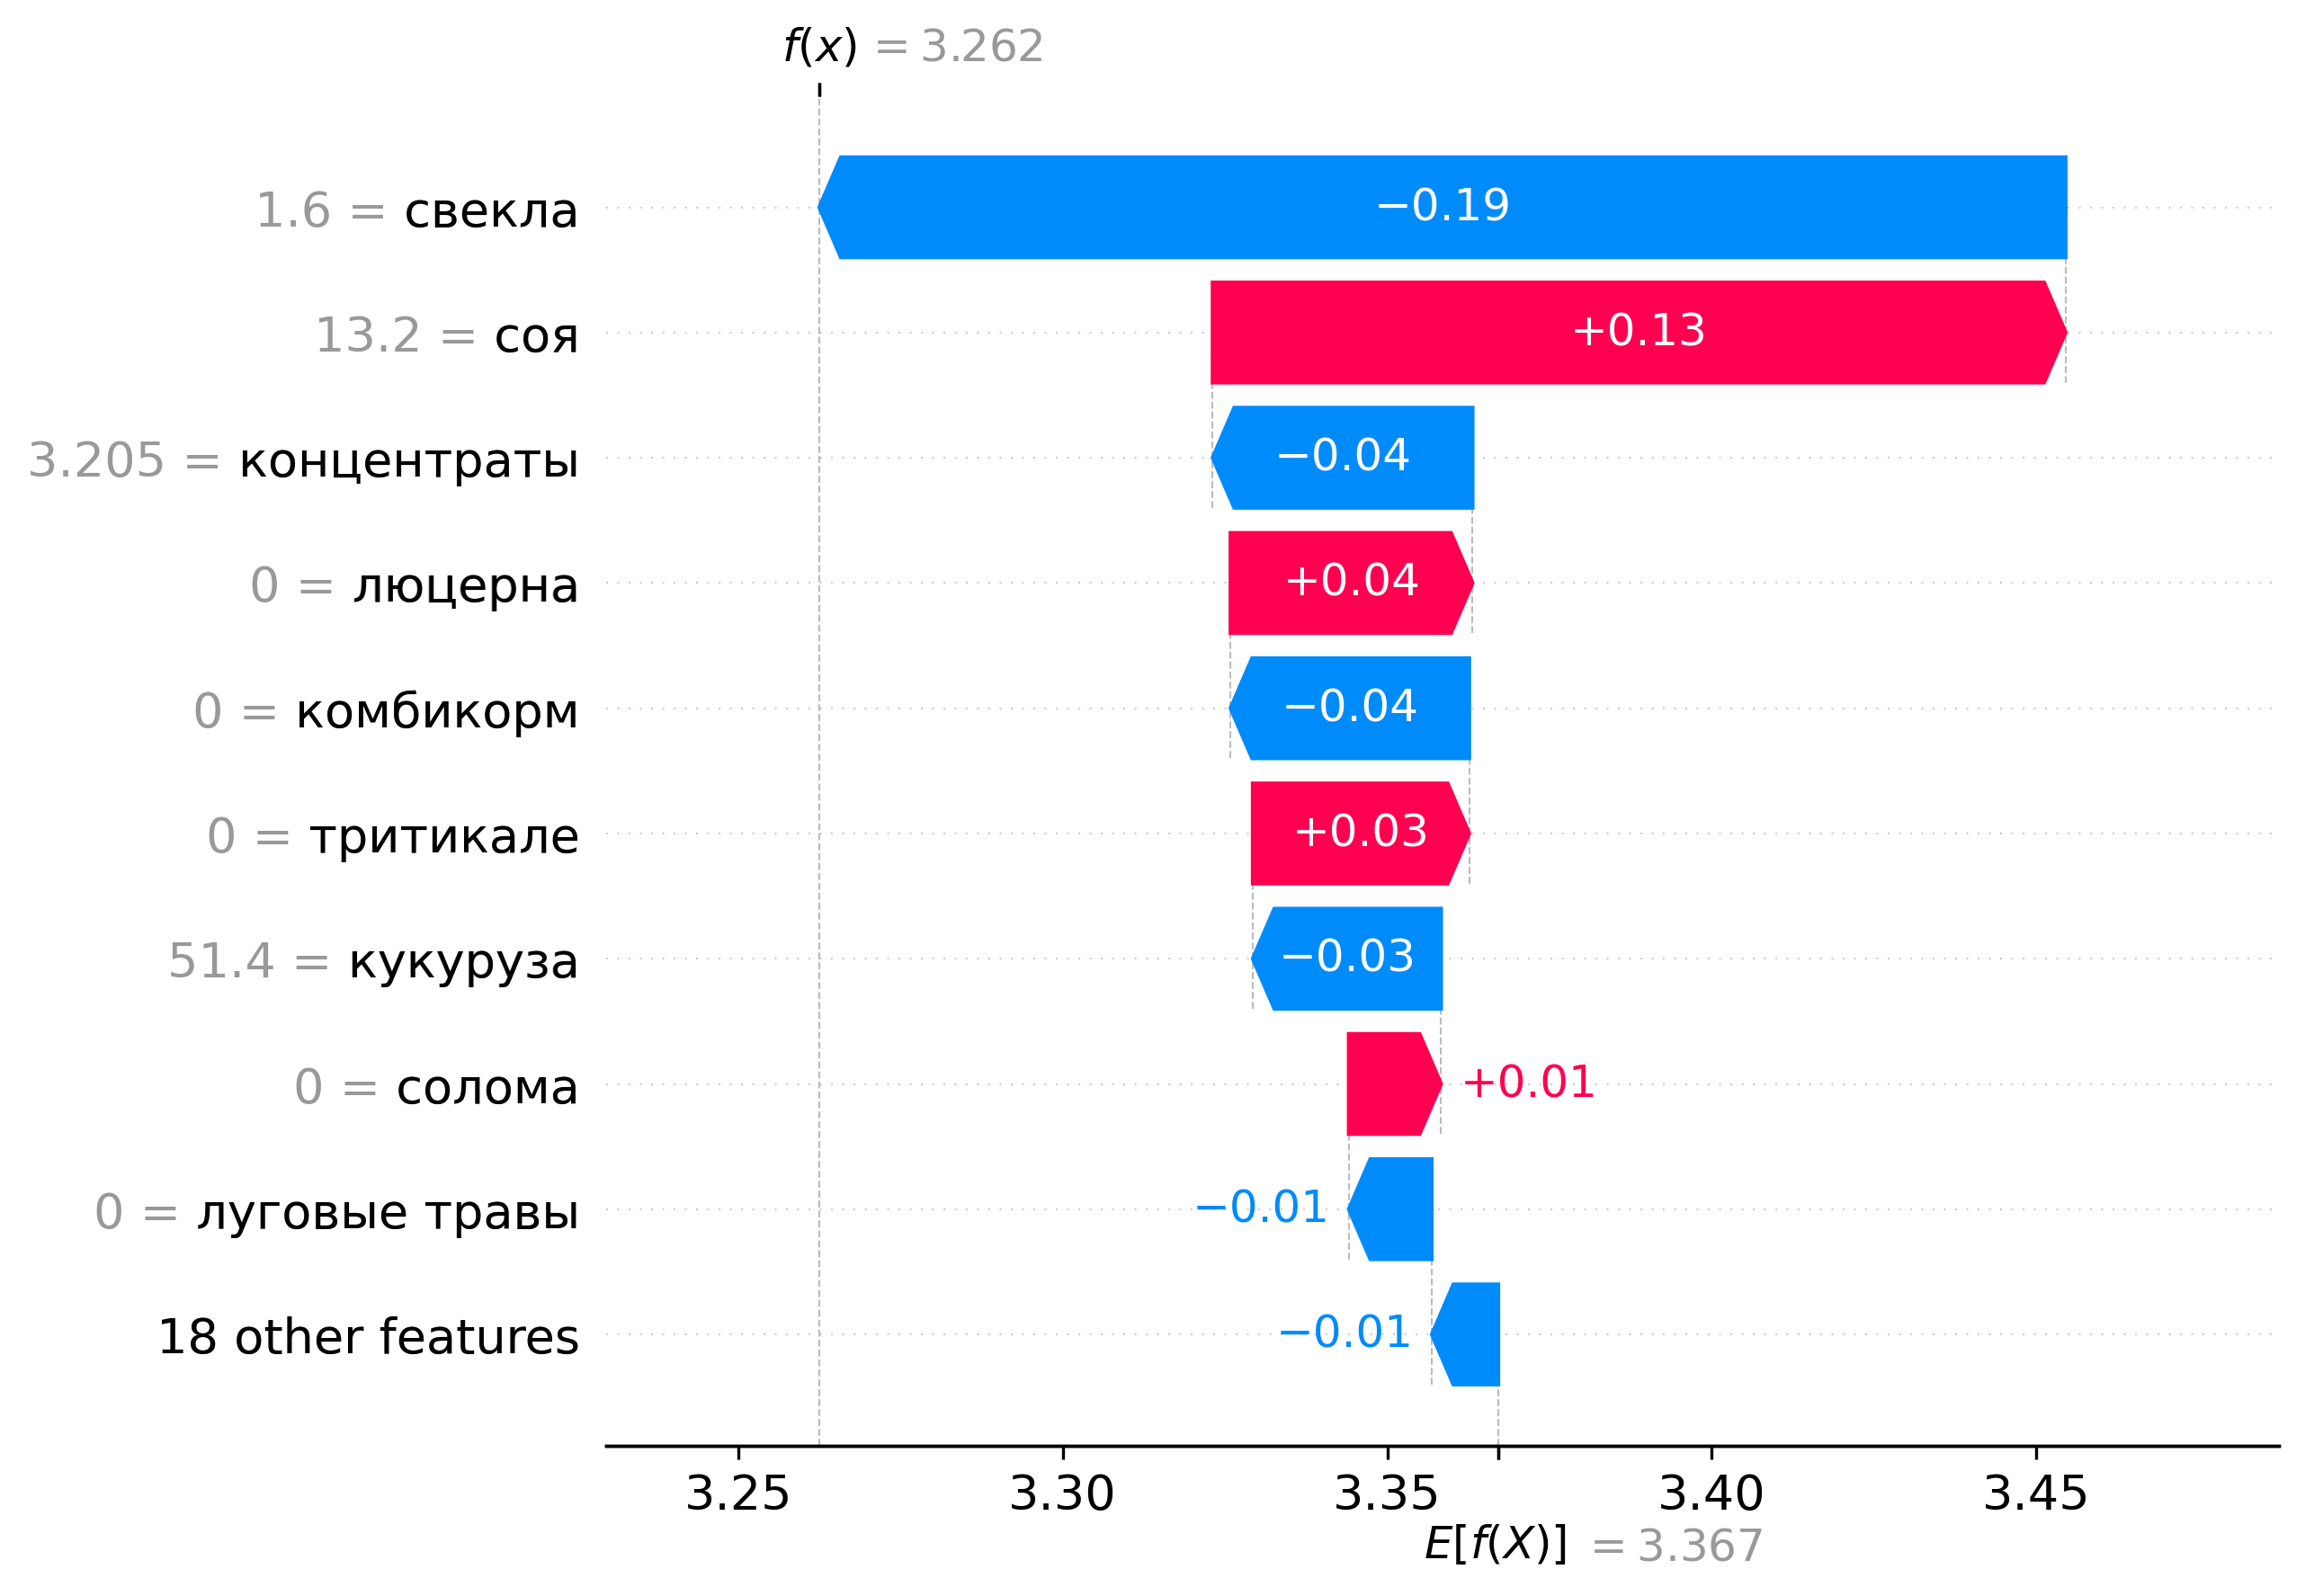 f(x) = 3.262
1.6 = свекла
−0.19
13.2 = соя
+0.13
3.205 = концентраты
−0.04
0 = люцерна
+0.04
0 = комбикорм
−0.04
0 = тритикале
+0.03
51.4 = кукуруза
−0.03
0 = солома
+0.01
0 = луговые травы
−0.01
18 other features
−0.01
3.25 3.30 3.35 3.40 3.45
E[f(X)] = 3.367